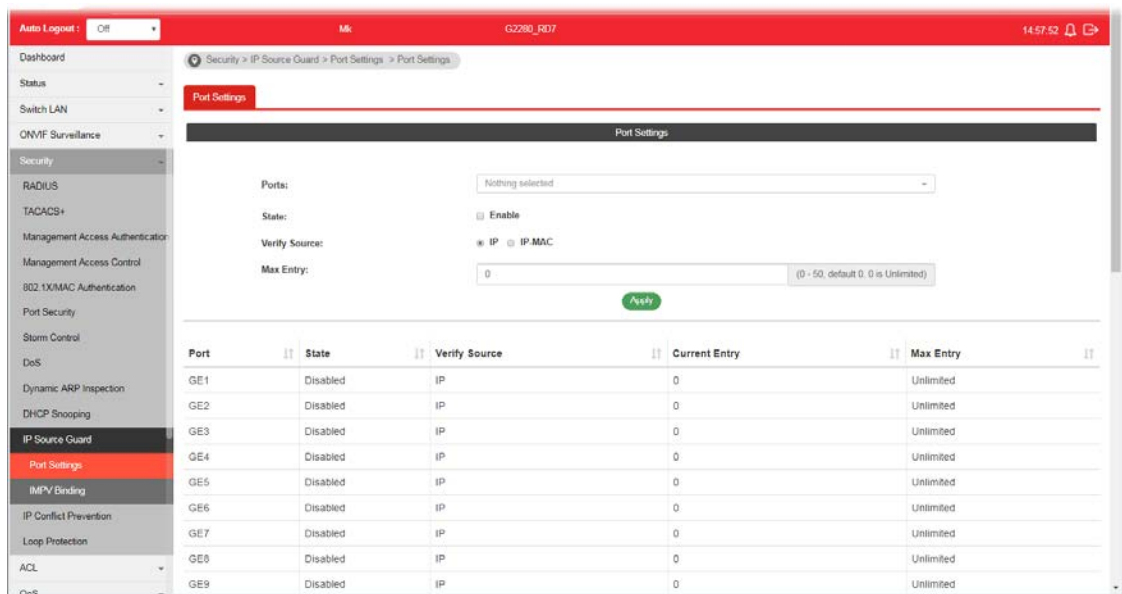 Auto Logout : Off Mk G2280_RD7 14:57:52
Dashboard
Status
Switch LAN
ONVIF Surveillance
Security
RADIUS
TACACS+
Management Access Authentication
Management Access Control
802.1X/MAC Authentication
Port Security
Storm Control
DoS
Dynamic ARP Inspection
DHCP Snooping
IP Source Guard
Port Settings
IMPV Binding
IP Conflict Prevention
Loop Protection
ACL
QoS
Security > IP Source Guard > Port Settings > Port Settings
Port Settings
Port Settings
Ports: Nothing selected
State: Enable
Verify Source: IP IP-MAC
Max Entry: 0 (0 - 50, default 0, 0 is Unlimited)
Apply
Port State Verify Source Current Entry Max Entry
GE1 Disabled IP 0 Unlimited
GE2 Disabled IP 0 Unlimited
GE3 Disabled IP 0 Unlimited
GE4 Disabled IP 0 Unlimited
GE5 Disabled IP 0 Unlimited
GE6 Disabled IP 0 Unlimited
GE7 Disabled IP 0 Unlimited
GE8 Disabled IP 0 Unlimited
GE9 Disabled IP 0 Unlimited